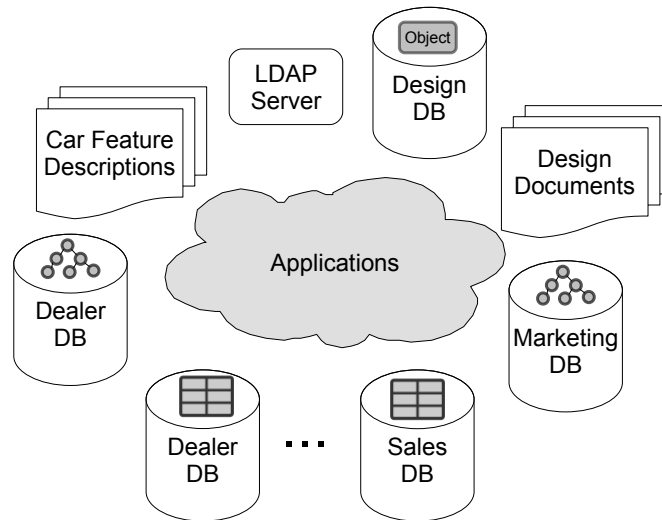 Object
LDAP
Server
Design
DB
Car Feature
Descriptions
Design
Documents
Applications
Dealer
DB
Marketing
DB
Dealer
DB
...
Sales
DB